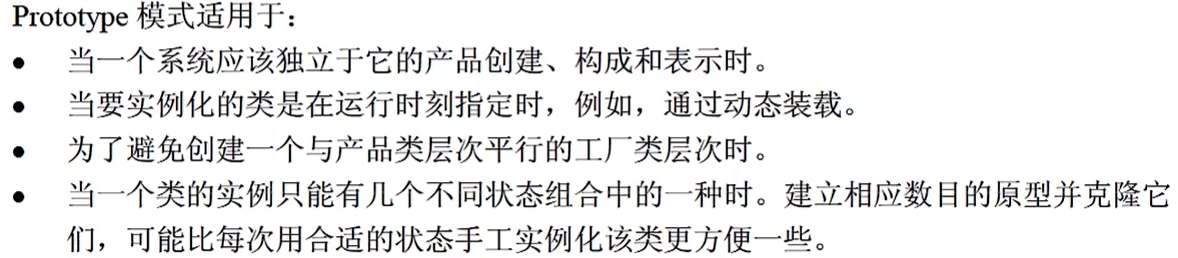 Prototype 模式适用于：
● 当一个系统应该独立于它的产品创建、构成和表示时。
● 当要实例化的类是在运行时刻指定时，例如，通过动态装载。
● 为了避免创建一个与产品类层次平行的工厂类层次时。
● 当一个类的实例只能有几个不同状态组合中的一种时。建立相应数目的原型并克隆它
们，可能比每次用合适的状态手工实例化该类更方便一些。